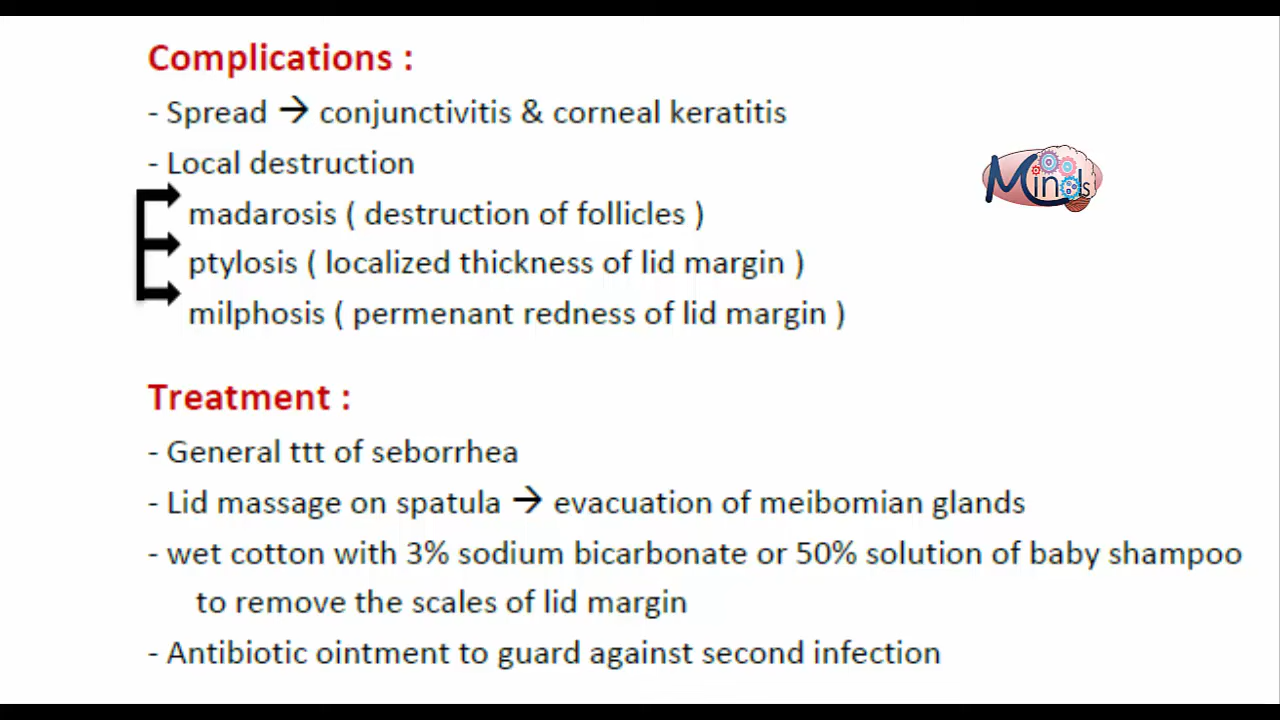 Complications :
- Spread → conjunctivitis & corneal keratitis
- Local destruction
madarosis ( destruction of follicles )
ptylosis ( localized thickness of lid margin )
milphosis ( permenant redness of lid margin )
Minds
Treatment :
- General ttt of seborrhea
- Lid massage on spatula → evacuation of meibomian glands
- wet cotton with 3% sodium bicarbonate or 50% solution of baby shampoo
to remove the scales of lid margin
- Antibiotic ointment to guard against second infection